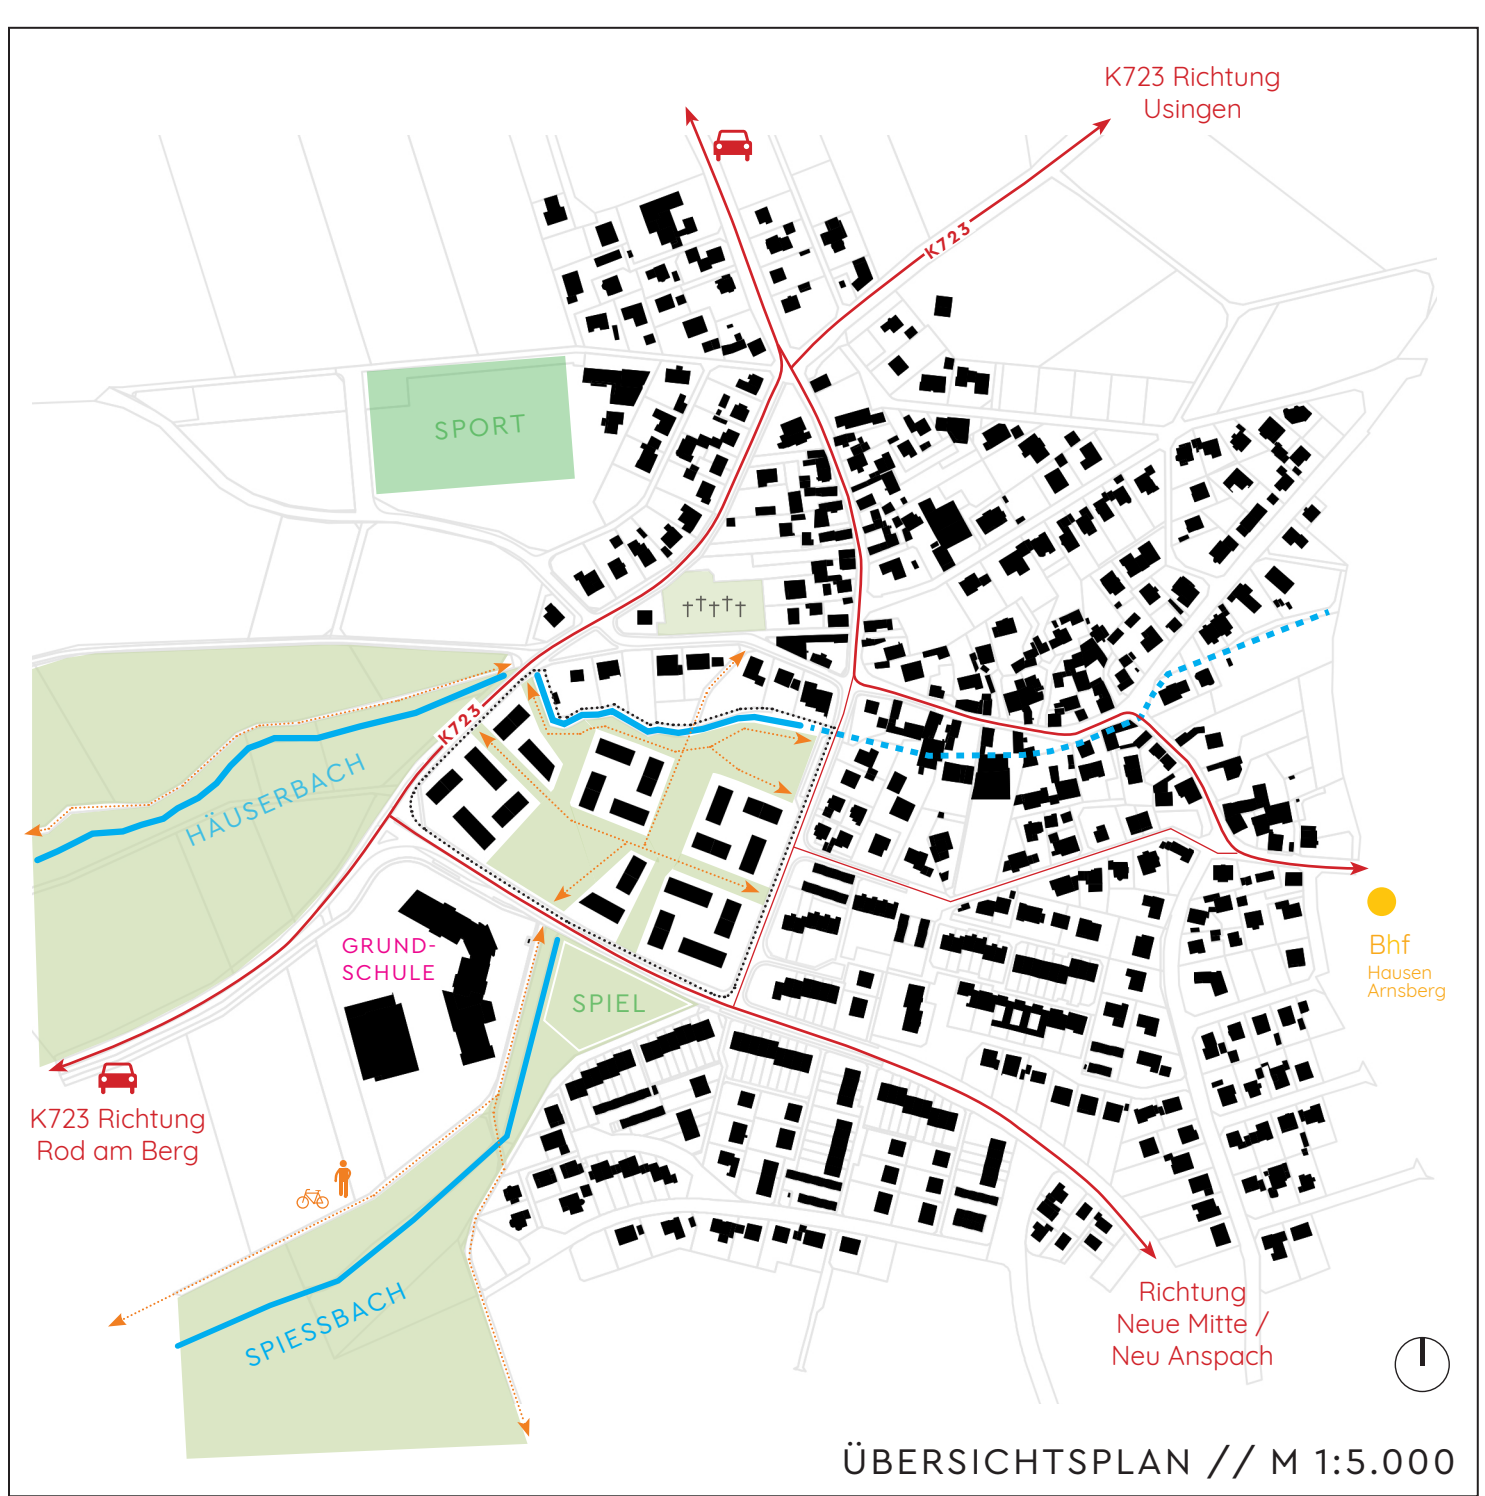 K723 Richtung
Usingen
K723
SPORT
K723
HÄUSERBACH
GRUND-
SCHULE
SPIEL
Bhf
Hausen
Arnsberg
K723 Richtung
Rod am Berg
SPIESSBACH
Richtung
Neue Mitte /
Neu Anspach
ÜBERSICHTSPLAN // M 1:5.000